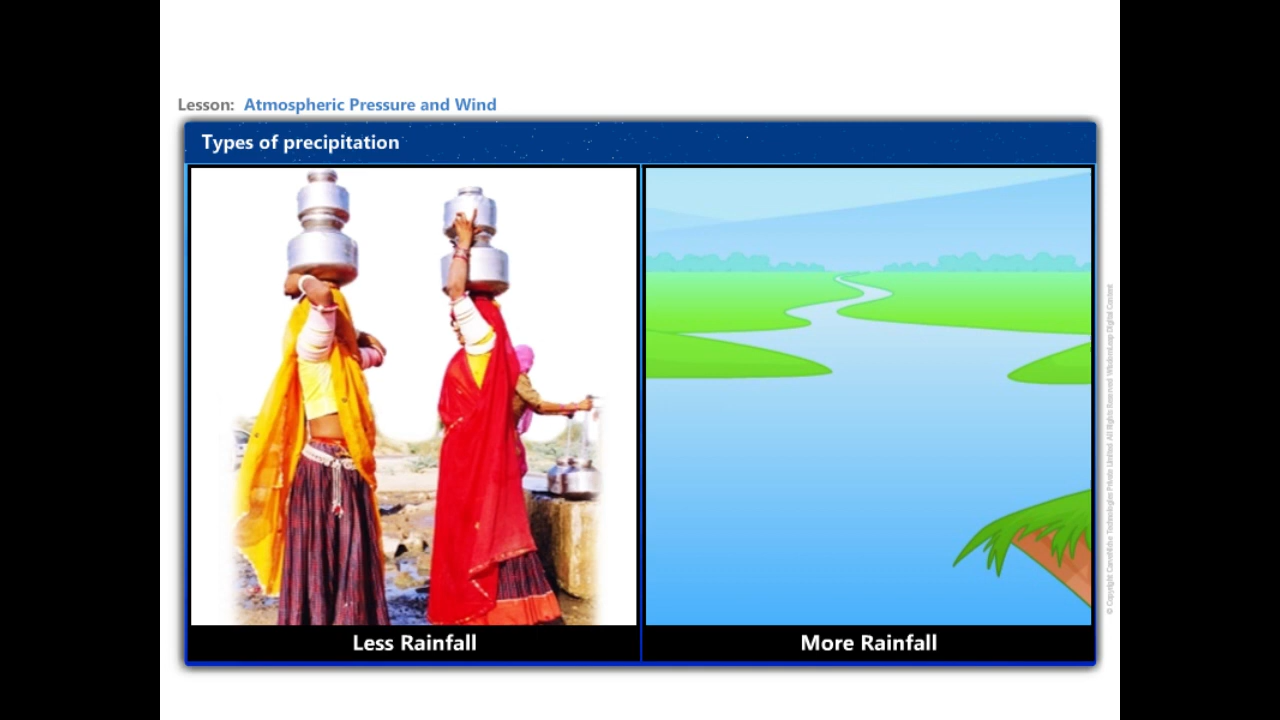 Lesson: Atmospheric Pressure and Wind
Types of precipitation
Less Rainfall
More Rainfall